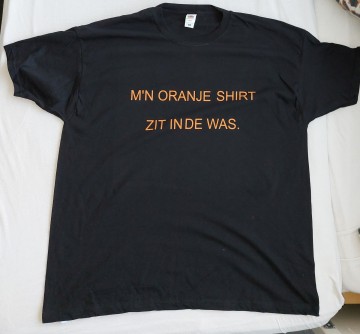 M'N ORANJE SHIRT
ZIT IN DE WAS.